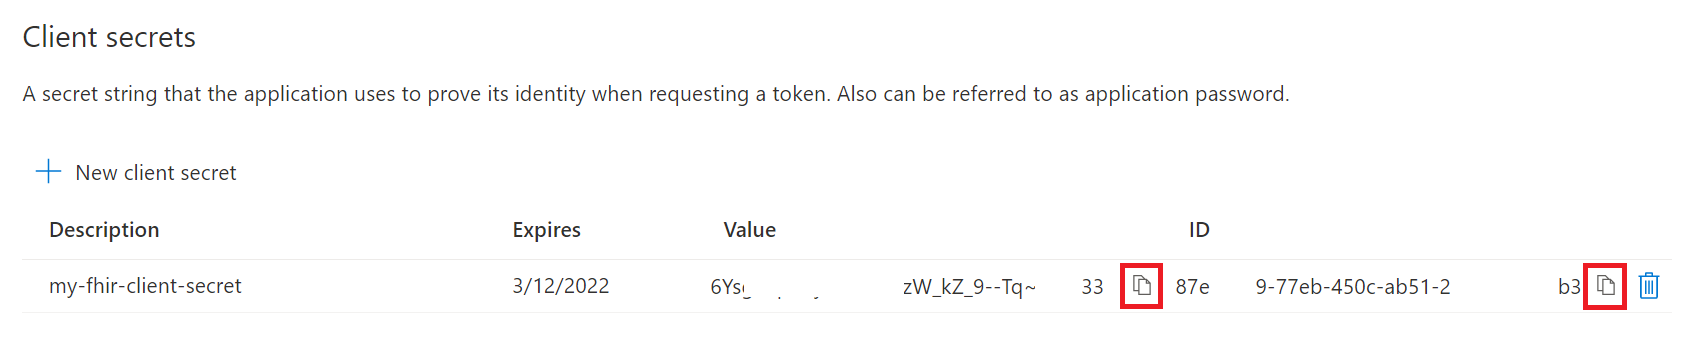 Client secrets
A secret string that the application uses to prove its identity when requesting a token. Also can be referred to as application password.
New client secret
Description Expires Value ID
my-fhir-client-secret 3/12/2022 6Ys zW_kZ_9--Tq~ 33 87e 9-77eb-450c-ab51-2 b3